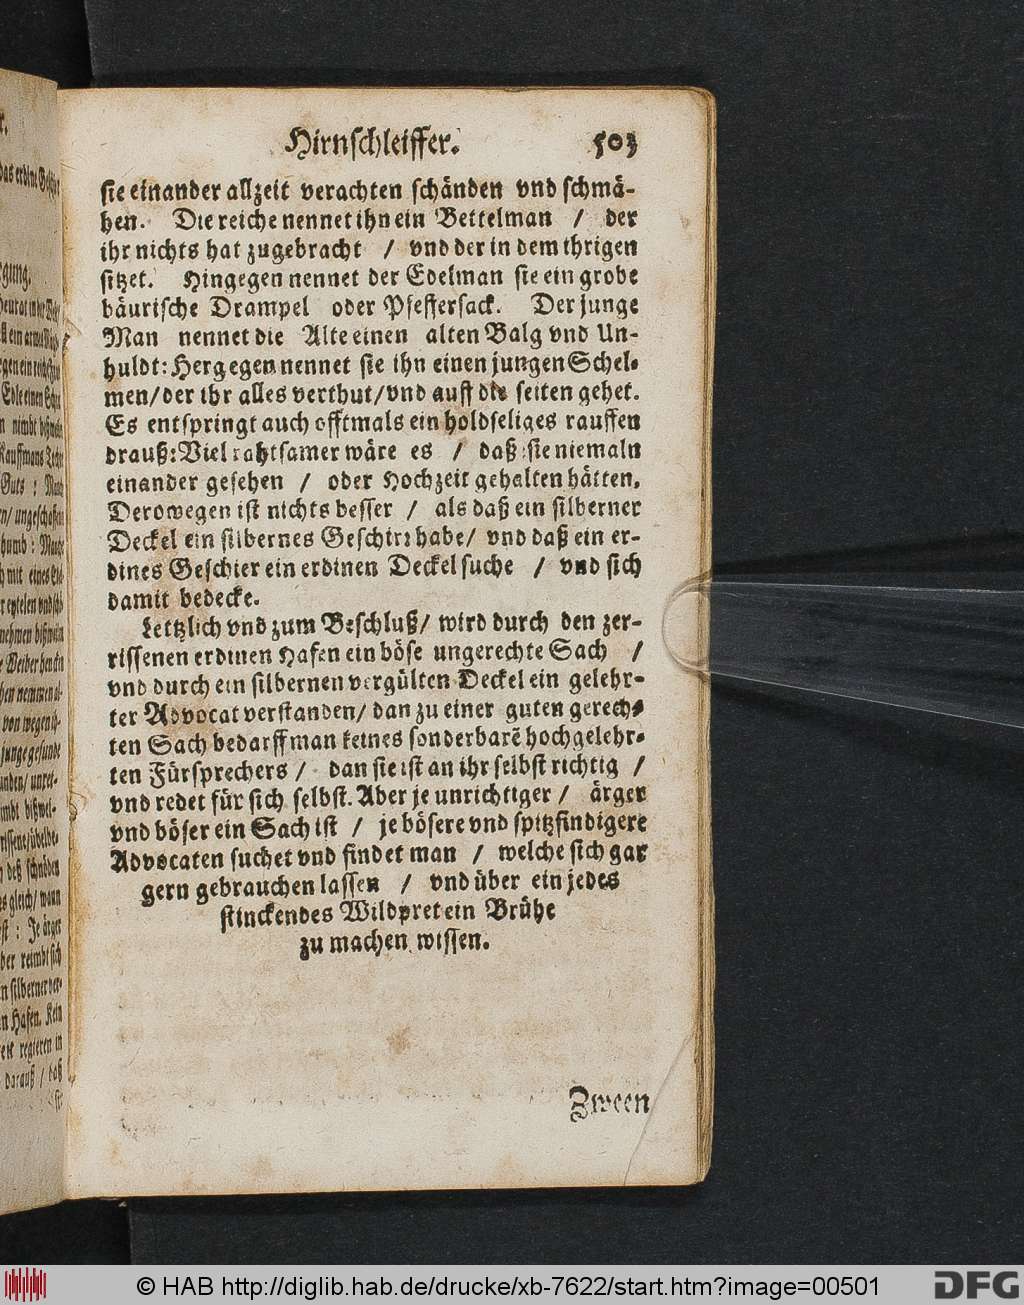 Hirnschleiffer. 503
sie einander allzeit verachten schänden vnd schmä-
hen. Die reiche nennet ihn ein Bettelman / der
ihr nichts hat zugebracht / vnd der in dem ihrigen
sitzet. Hingegen nennet der Edelman sie ein grobe
bäurische Drampel oder Pfeffersack. Der junge
Man nennet die Alte einen alten Balg vnd Un-
huldt: Hergegen nennet sie ihn einen jungen Schel-
men/ der ihr alles verthut/ vnd auff die seiten gehet.
Es entspringt auch offtmals ein holdseliges rauffen
drauß: Viel rahtsamer wäre es / daß sie niemaln
einander gesehen / oder Hochzeit gehalten hätten.
Derowegen ist nichts besser / als daß ein silberner
Deckel ein silbernes Geschirr habe/ vnd daß ein er-
dines Geschier ein erdinen Deckel suche / vnd sich
damit bedecke.
Letzlich vnd zum Beschluß/ wird durch den zer-
rissenen erdinen Hafen ein böse ungerechte Sach /
vnd durch ein silbernen vergülten Deckel ein gelehr-
ter Advocat verstanden/ dan zu einer guten gerech-
ten Sach bedarff man keines sonderbarẽ hochgelehr-
ten Fürsprechers / dan sie ist an ihr selbst richtig /
vnd redet für sich selbst. Aber je unrichtiger / ärger
vnd böser ein Sach ist / je bösere vnd spitzfindigere
Advocaten suchet vnd findet man / welche sich gar
gern gebrauchen lassen / vnd über ein jedes
stinckendes Wildpret ein Brühe
zu machen wissen.
Zween
© HAB http://diglib.hab.de/drucke/xb-7622/start.htm?image=00501
DFG